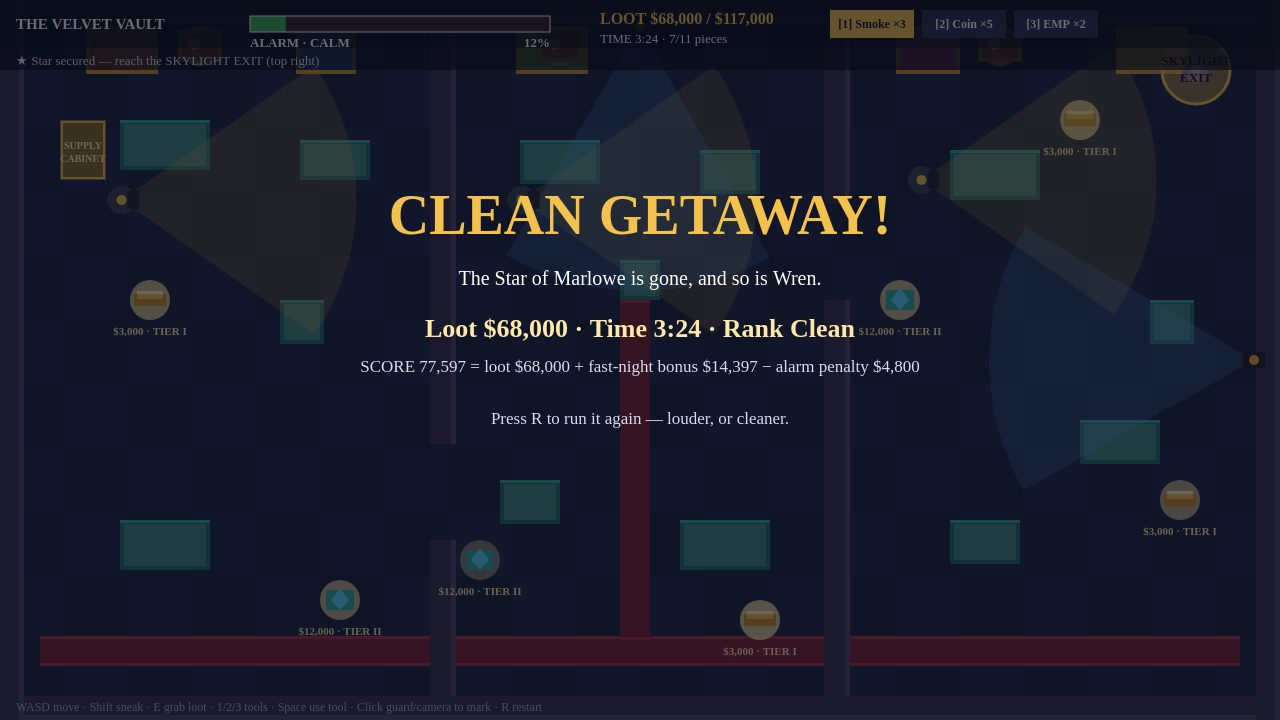 THE VELVET VAULT
ALARM · CALM 12%
LOOT $68,000 / $117,000
TIME 3:24 · 7/11 pieces
[1] Smoke ×3
[2] Coin ×5
[3] EMP ×2
★ Star secured — reach the SKYLIGHT EXIT (top right)
SKYLIGHT
EXIT
SUPPLY
CABINET
$3,000 · TIER I
CLEAN GETAWAY!
The Star of Marlowe is gone, and so is Wren.
$3,000 · TIER I
Loot $68,000 · Time 3:24 · Rank Clean
$12,000 · TIER II
SCORE 77,597 = loot $68,000 + fast-night bonus $14,397 − alarm penalty $4,800
Press R to run it again — louder, or cleaner.
$3,000 · TIER I
$12,000 · TIER II
$12,000 · TIER II
$3,000 · TIER I
WASD move · Shift sneak · E grab loot · 1/2/3 tools · Space use tool · Click guard/camera to mark · R restart